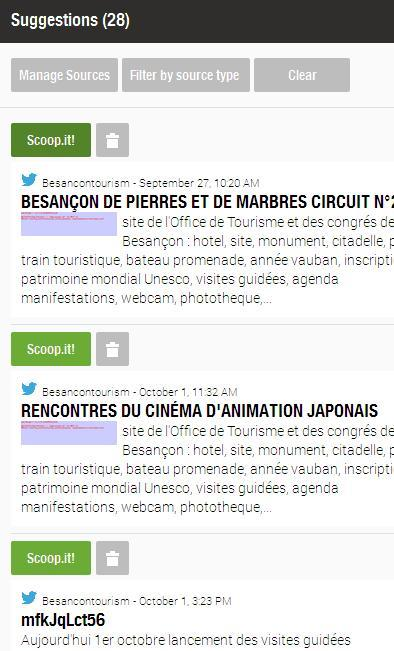 Suggestions (28)
Manage Sources Filter by source type Clear
Scoop.it!
Besancontourism - September 27, 10:20 AM
BESANÇON DE PIERRES ET DE MARBRES CIRCUIT N°2
site de l'Office de Tourisme et des congrés de
Besançon : hotel, site, monument, citadelle, p
train touristique, bateau promenade, année vauban, inscripti
patrimoine mondial Unesco, visites guidées, agenda
manifestations, webcam, phototheque,...
Scoop.it!
Besancontourism - October 1, 11:32 AM
RENCONTRES DU CINÉMA D'ANIMATION JAPONAIS
site de l'Office de Tourisme et des congrés de
Besançon : hotel, site, monument, citadelle, p
train touristique, bateau promenade, année vauban, inscripti
patrimoine mondial Unesco, visites guidées, agenda
manifestations, webcam, phototheque,...
Scoop.it!
Besancontourism - October 1, 3:23 PM
mfkJqLct56
Aujourd'hui 1er octobre lancement des visites guidées